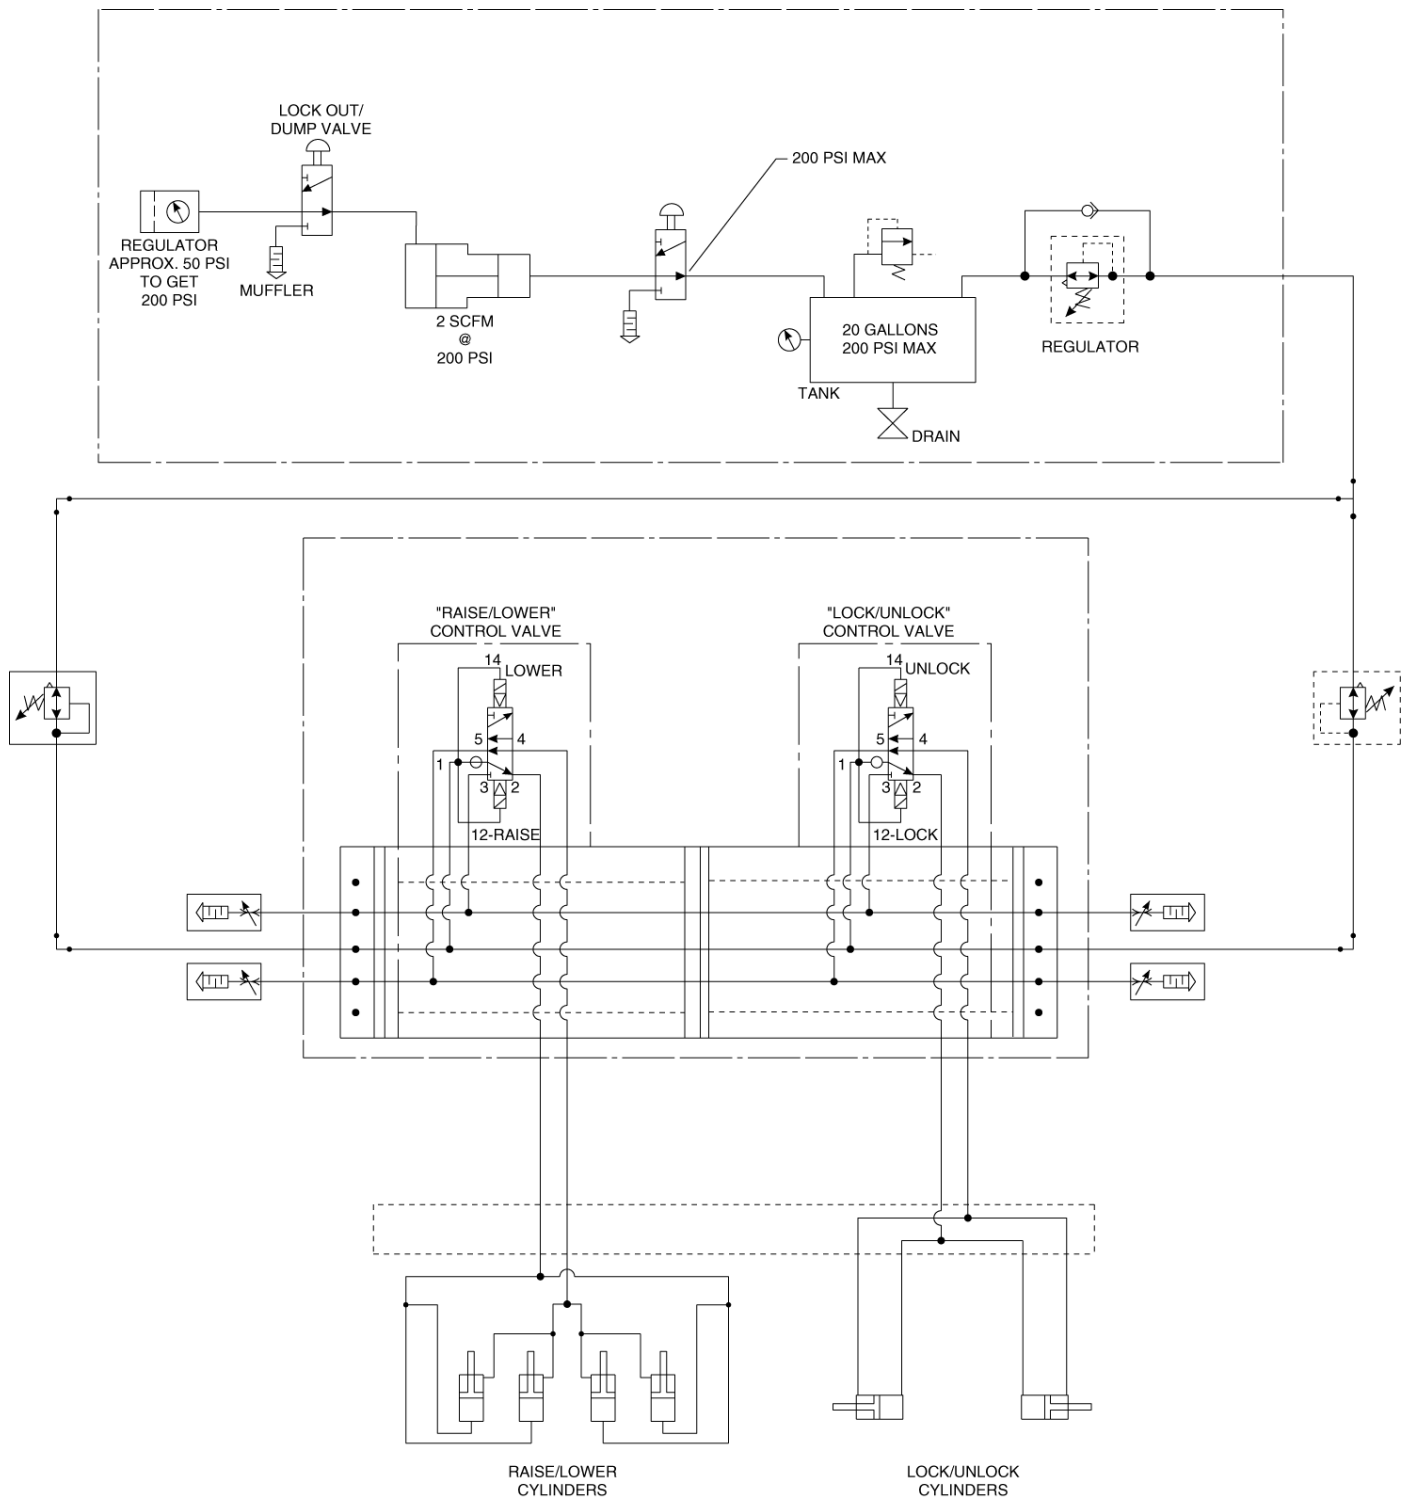 LOCK OUT/
DUMP VALVE
200 PSI MAX
REGULATOR
APPROX. 50 PSI
TO GET
200 PSI
MUFFLER
2 SCFM
@
200 PSI
20 GALLONS
200 PSI MAX
TANK
DRAIN
REGULATOR
"RAISE/LOWER"
CONTROL VALVE
14
LOWER
5
4
1
3
2
12-RAISE
"LOCK/UNLOCK"
CONTROL VALVE
14
UNLOCK
5
4
1
3
2
12-LOCK
RAISE/LOWER
CYLINDERS
LOCK/UNLOCK
CYLINDERS